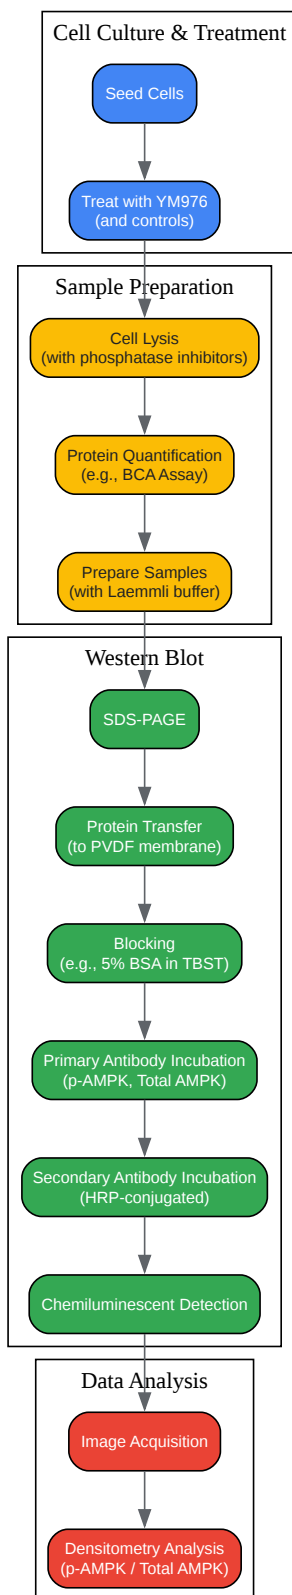 Cell Culture & Treatment
Seed Cells
Treat with YM976
(and controls)
Sample Preparation
Cell Lysis
(with phosphatase inhibitors)
Protein Quantification
(e.g., BCA Assay)
Prepare Samples
(with Laemmli buffer)
Western Blot
SDS-PAGE
Protein Transfer
(to PVDF membrane)
Blocking
(e.g., 5% BSA in TBST)
Primary Antibody Incubation
(p-AMPK, Total AMPK)
Secondary Antibody Incubation
(HRP-conjugated)
Chemiluminescent Detection
Data Analysis
Image Acquisition
Densitometry Analysis
(p-AMPK / Total AMPK)